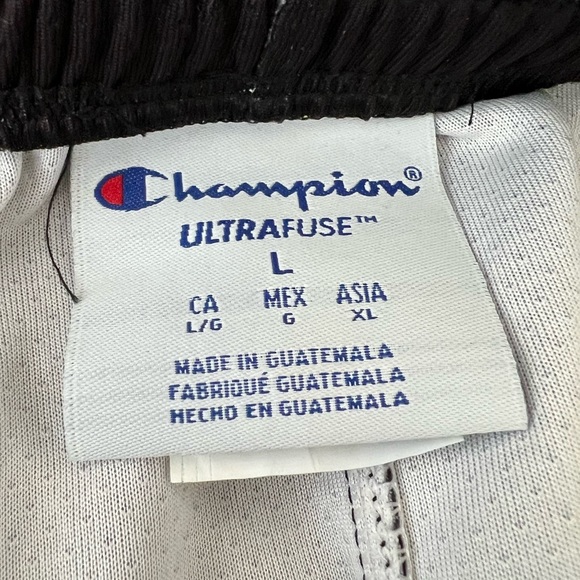 Champion®
ULTRAFUSE™
L
CA MEX ASIA
L/G G XL
MADE IN GUATEMALA
FABRIQUÉ GUATEMALA
HECHO EN GUATEMALA